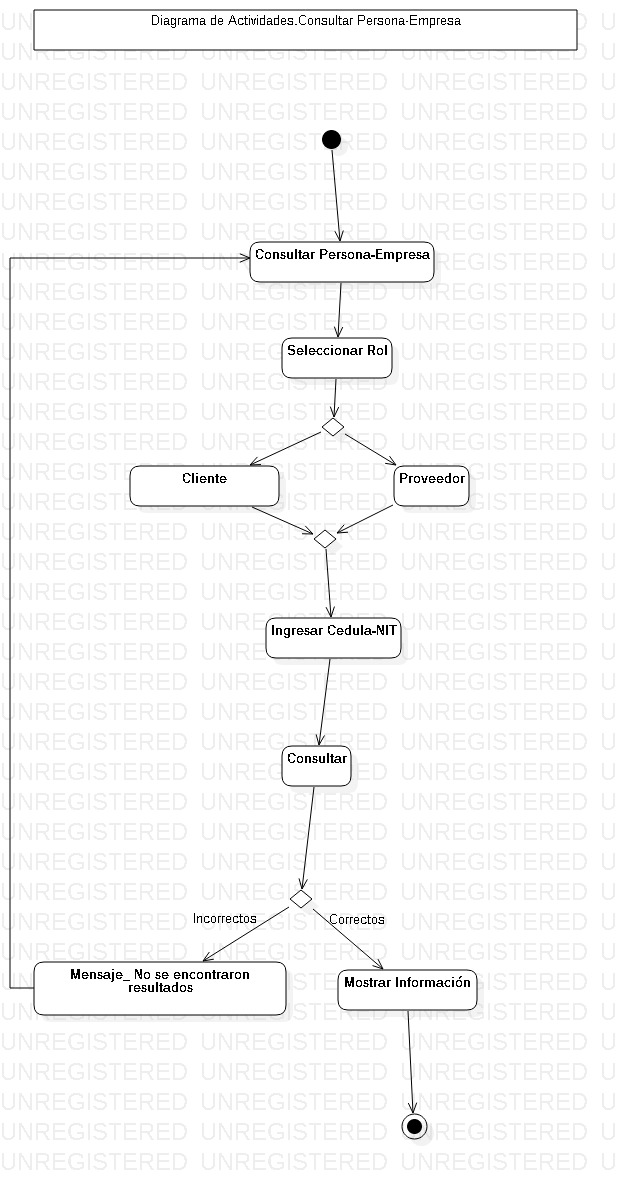 Diagrama de Actividades.Consultar Persona-Empresa
Consultar Persona-Empresa
Seleccionar Rol
Cliente
Proveedor
Ingresar Cedula-NIT
Consultar
Incorrectos
Correctos
Mensaje_ No se encontraron
resultados
Mostrar Información
UNREGISTERED